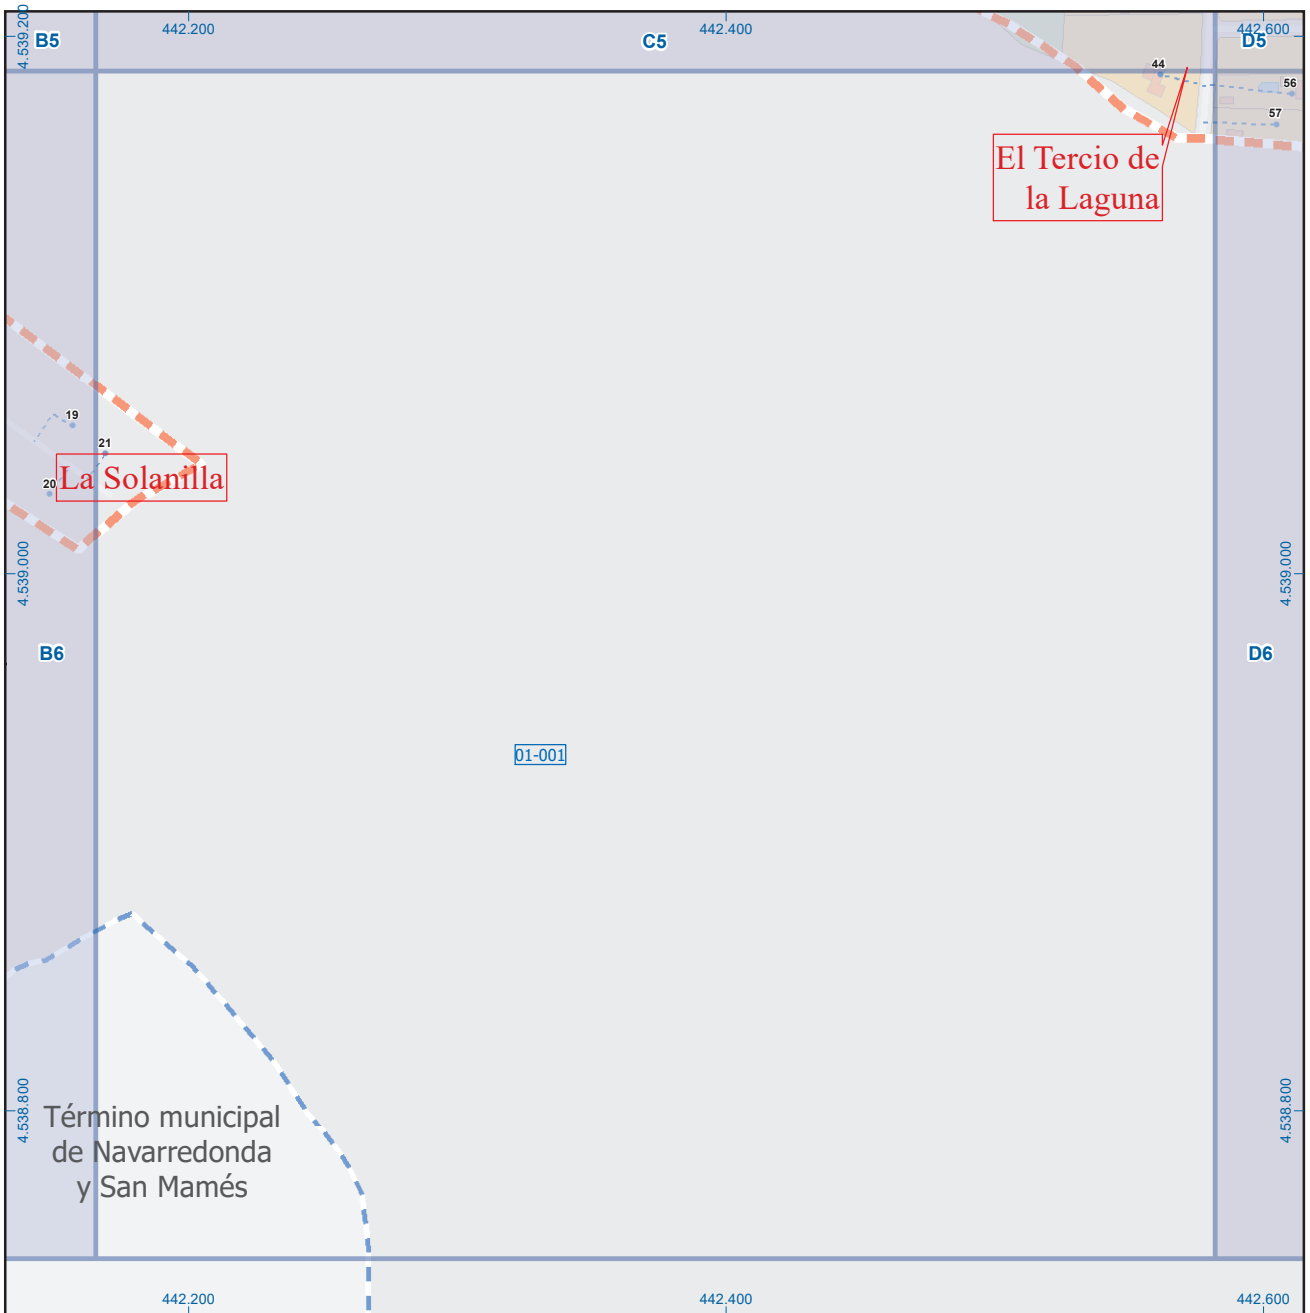 442.200
442.400
442.600
4.539.200
B5
C5
D5
44
56
57
El Tercio de
la Laguna
19
21
20
La Solanilla
4.539.000
4.539.000
B6
D6
01-001
4.538.800
4.538.800
Término municipal
de Navarredonda
y San Mamés
442.200
442.400
442.600